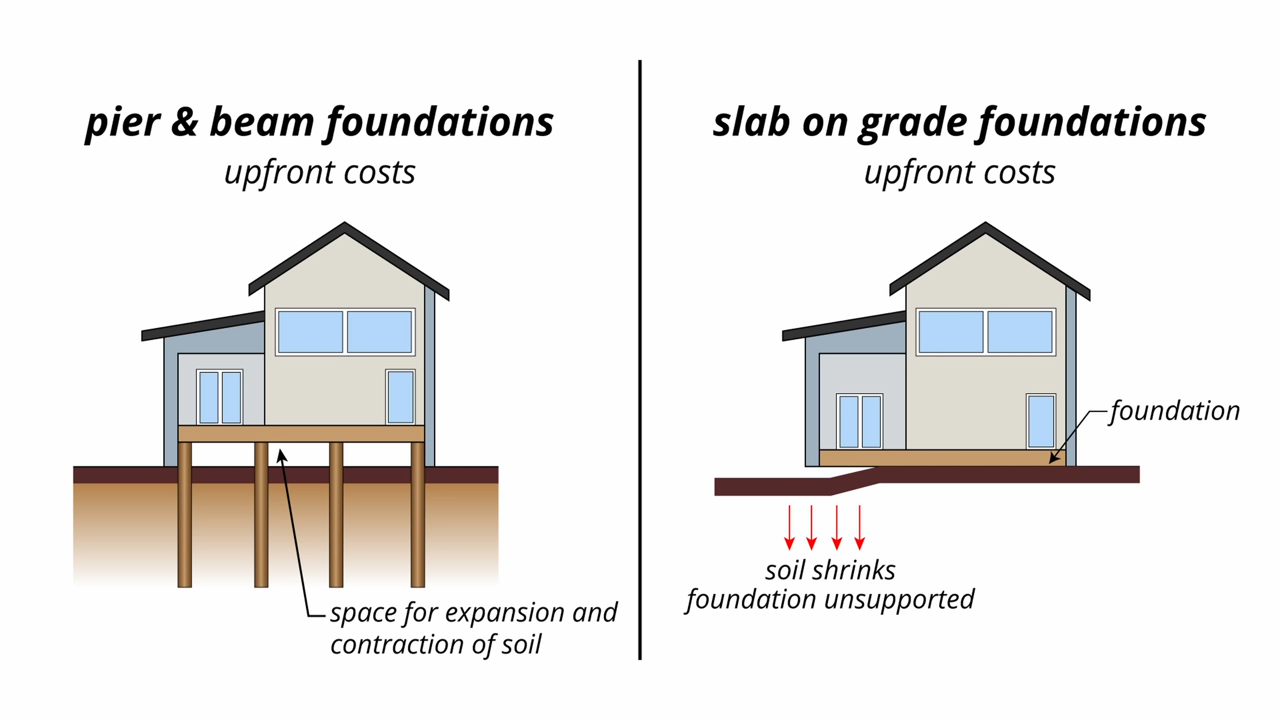 pier & beam foundations
upfront costs
space for expansion and
contraction of soil
slab on grade foundations
upfront costs
foundation
soil shrinks
foundation unsupported